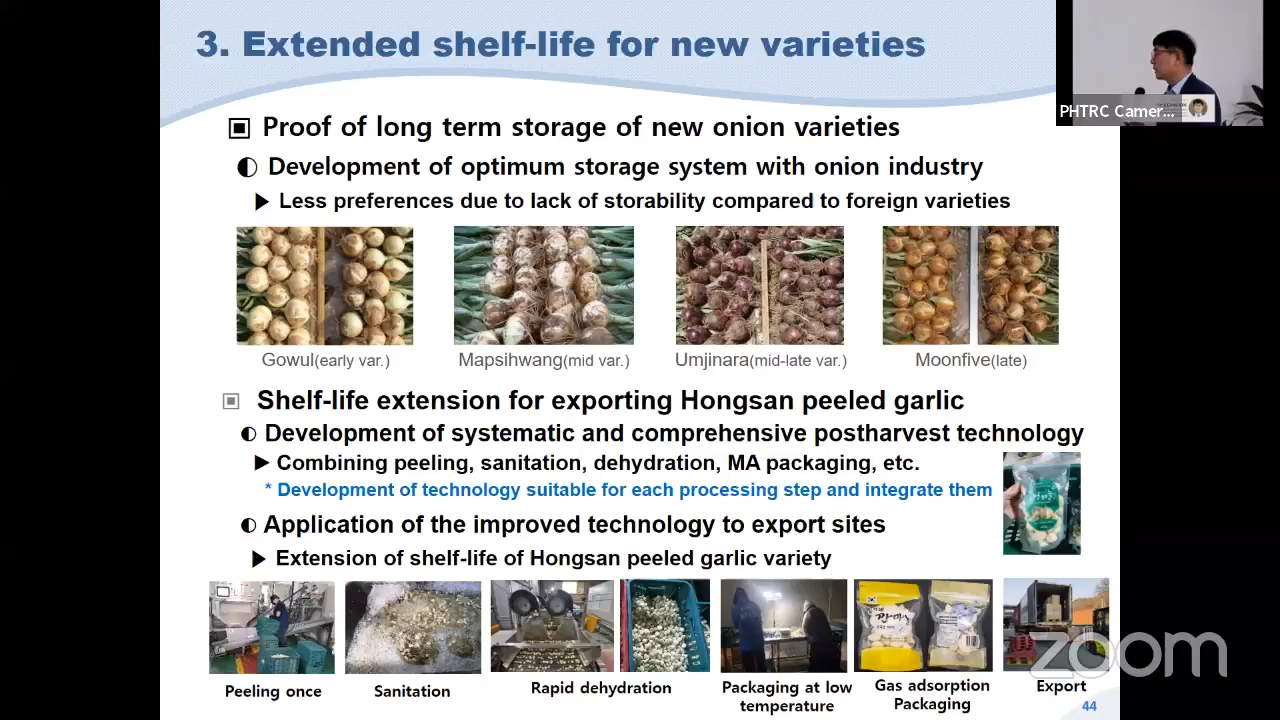 3. Extended shelf-life for new varieties
PHTRC Camer...
▣ Proof of long term storage of new onion varieties
◐ Development of optimum storage system with onion industry
▶ Less preferences due to lack of storability compared to foreign varieties
Gowul(early var.)
Mapsihwang(mid var.)
Umjinara(mid-late var.)
Moonfive(late)
▣ Shelf-life extension for exporting Hongsan peeled garlic
◐ Development of systematic and comprehensive postharvest technology
▶ Combining peeling, sanitation, dehydration, MA packaging, etc.
* Development of technology suitable for each processing step and integrate them
◐ Application of the improved technology to export sites
▶ Extension of shelf-life of Hongsan peeled garlic variety
Peeling once
Sanitation
Rapid dehydration
Packaging at low
temperature
Gas adsorption
Packaging
Export
zoom
44